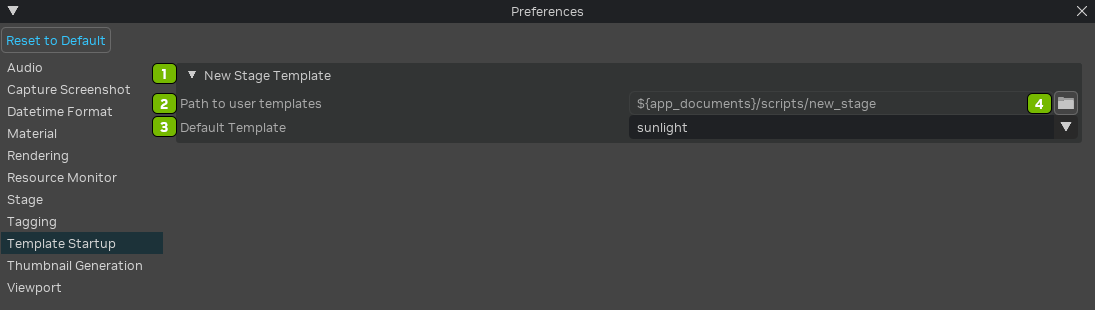 Preferences
Reset to Default
Audio
Capture Screenshot
Datetime Format
Material
Rendering
Resource Monitor
Stage
Tagging
Template Startup
Thumbnail Generation
Viewport
1 New Stage Template
2 Path to user templates ${app_documents}/scripts/new_stage 4
3 Default Template sunlight